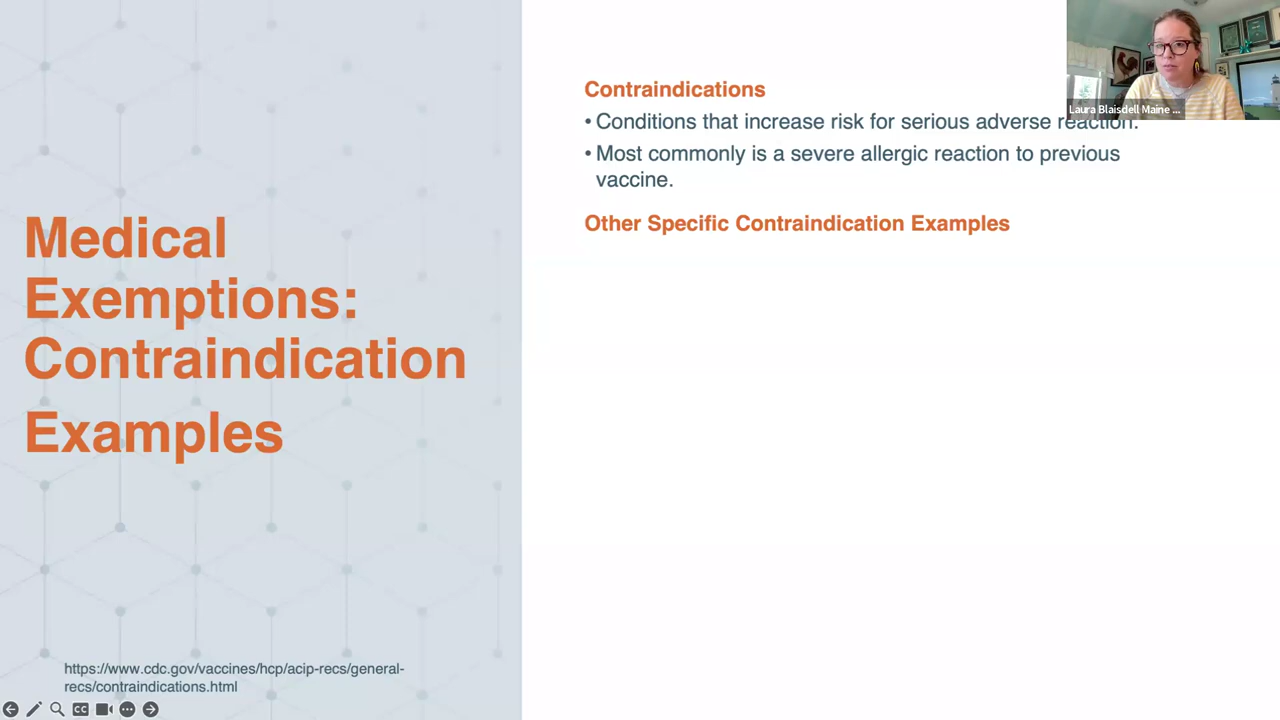 Medical
Exemptions:
Contraindication
Examples
https://www.cdc.gov/vaccines/hcp/acip-recs/general-
recs/contraindications.html
Contraindications
• Conditions that increase risk for serious adverse reaction.
• Most commonly is a severe allergic reaction to previous
vaccine.
Other Specific Contraindication Examples
Laura Blaisdell Maine ...
CC